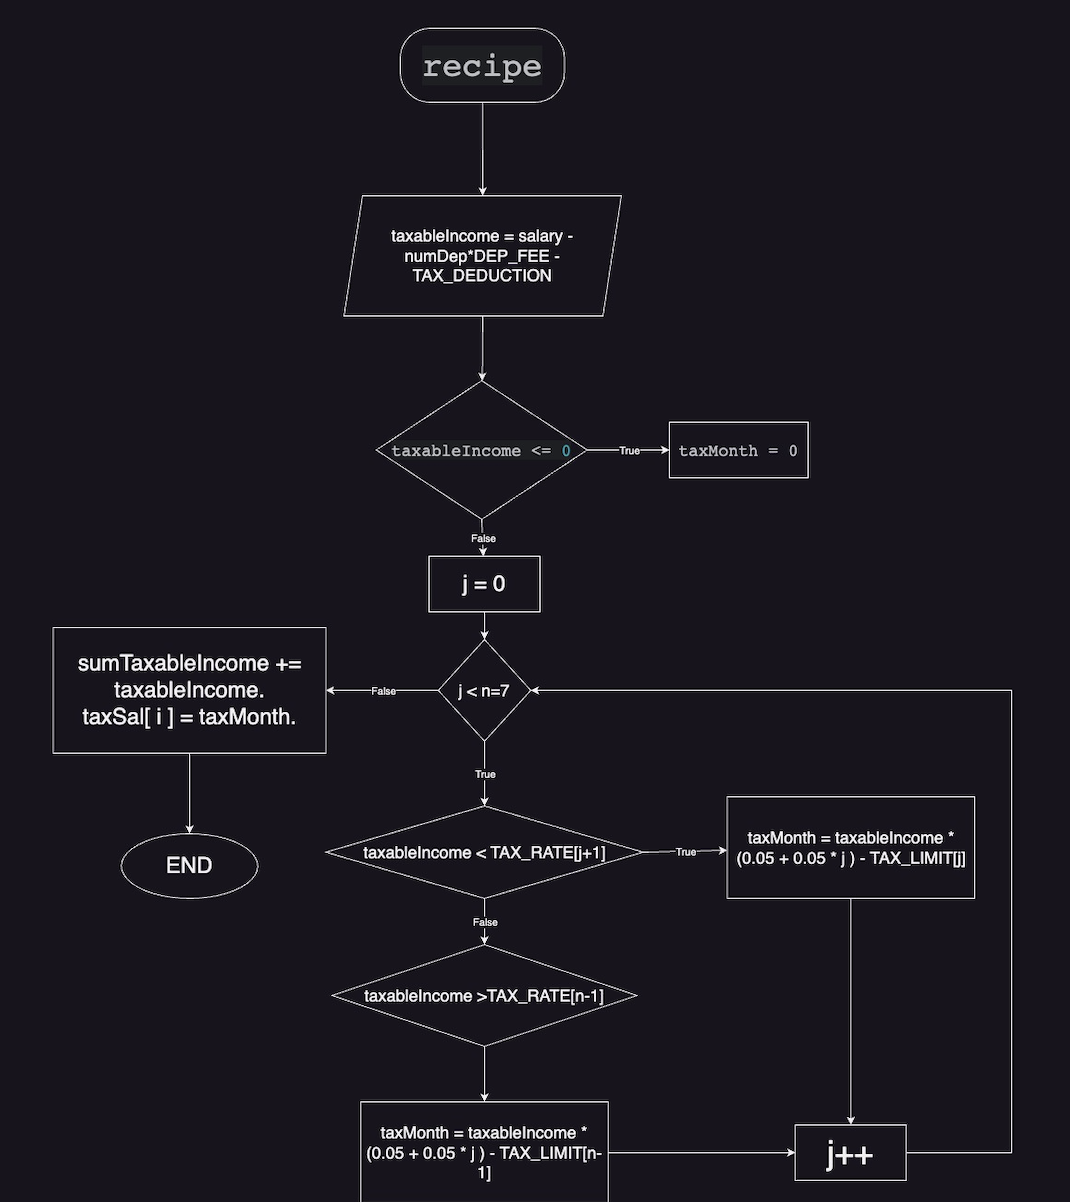 recipe
taxableIncome = salary -
numDep*DEP_FEE -
TAX_DEDUCTION
taxableIncome <= 0
True
taxMonth = 0
False
j = 0
sumTaxableIncome +=
taxableIncome.
taxSal[ i ] = taxMonth.
False
j < n=7
True
END
taxableIncome < TAX_RATE[j+1]
True
taxMonth = taxableIncome *
(0.05 + 0.05 * j ) - TAX_LIMIT[j]
False
taxableIncome >TAX_RATE[n-1]
taxMonth = taxableIncome *
(0.05 + 0.05 * j ) - TAX_LIMIT[n-
1]
j++